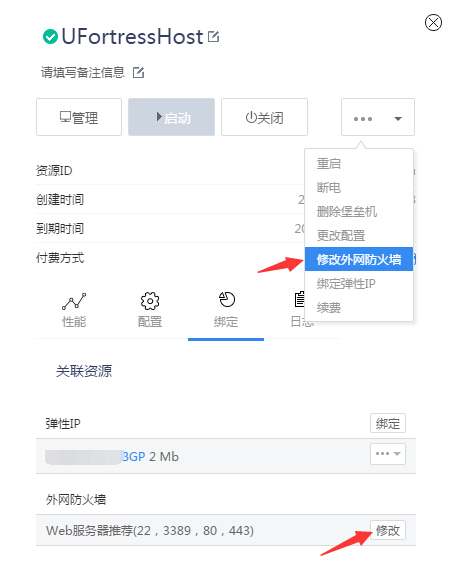 UFortressHost
请填写备注信息
管理 启动 关闭
资源ID
重启
断电
创建时间
删除堡垒机
到期时间
更改配置
付费方式
修改外网防火墙
绑定弹性IP
续费
性能 配置 绑定 日志
关联资源
弹性IP 绑定
BGP 2 Mb
外网防火墙
Web服务器推荐(22，3389，80，443) 修改